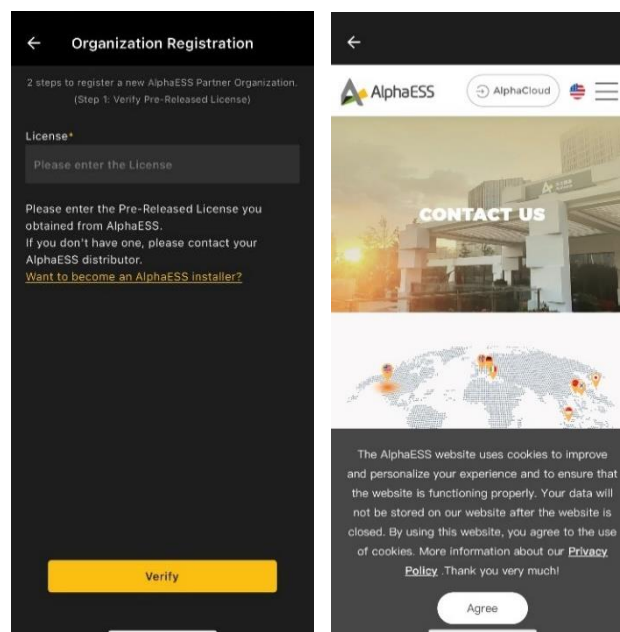 Organization Registration
2 steps to register a new AlphaESS Partner Organization.
(Step 1: Verify Pre-Released License)
License*
Please enter the License
Please enter the Pre-Released License you
obtained from AlphaESS.
If you don't have one, please contact your
AlphaESS distributor.
Want to become an AlphaESS installer?
Verify
AlphaESS
AlphaCloud
CONTACT US
The AlphaESS website uses cookies to improve
and personalize your experience and to ensure that
the website is functioning properly. Your data will
not be stored on our website after the website is
closed. By using this website, you agree to the use
of cookies. More information about our Privacy
Policy .Thank you very much!
Agree